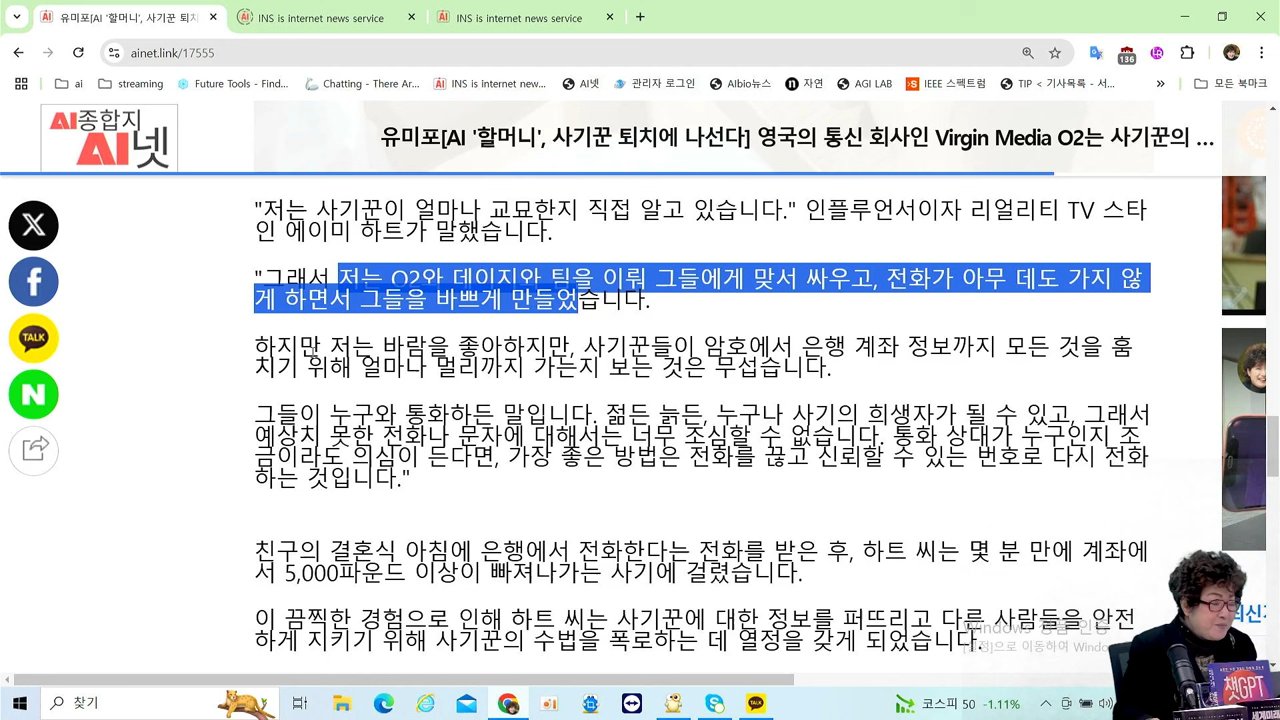 유미포[AI '할머니', 사기꾼 퇴치
INS is internet news service
INS is internet news service
ainet.link/17555
136
ai
streaming
Future Tools - Find...
Chatting - There Ar...
INS is internet new...
AI넷
관리자 로그인
AIbio뉴스
자연
AGI LAB
IEEE 스펙트럼
TIP < 기사목록 - 서...
모든 북마크
AI종합지
AI넷
유미포[AI '할머니', 사기꾼 퇴치에 나선다] 영국의 통신 회사인 Virgin Media O2는 사기꾼의 ...
"저는 사기꾼이 얼마나 교묘한지 직접 알고 있습니다." 인플루언서이자 리얼리티 TV 스타
인 에이미 하트가 말했습니다.
"그래서 저는 O2와 데이지와 팀을 이뤄 그들에게 맞서 싸우고, 전화가 아무 데도 가지 않
게 하면서 그들을 바쁘게 만들었습니다.
하지만 저는 바람을 좋아하지만, 사기꾼들이 암호에서 은행 계좌 정보까지 모든 것을 훔
치기 위해 얼마나 멀리까지 가는지 보는 것은 무섭습니다.
그들이 누구와 통화하든 말입니다. 젊든 늙든, 누구나 사기의 희생자가 될 수 있고, 그래서
예상치 못한 전화나 문자에 대해서는 너무 조심할 수 없습니다. 통화 상대가 누구인지 조
금이라도 의심이 든다면, 가장 좋은 방법은 전화를 끊고 신뢰할 수 있는 번호로 다시 전화
하는 것입니다."
친구의 결혼식 아침에 은행에서 전화한다는 전화를 받은 후, 하트 씨는 몇 분 만에 계좌에
서 5,000파운드 이상이 빠져나가는 사기에 걸렸습니다.
이 끔찍한 경험으로 인해 하트 씨는 사기꾼에 대한 정보를 퍼뜨리고 다른 사람들을 안전
하게 지키기 위해 사기꾼의 수법을 폭로하는 데 열정을 갖게 되었습니다.
X
f
TALK
N
Windows 정품 인증
[설정]으로 이동하여 Window
최신
챗GPT
찾기
TALK
코스피 50 -1.11%